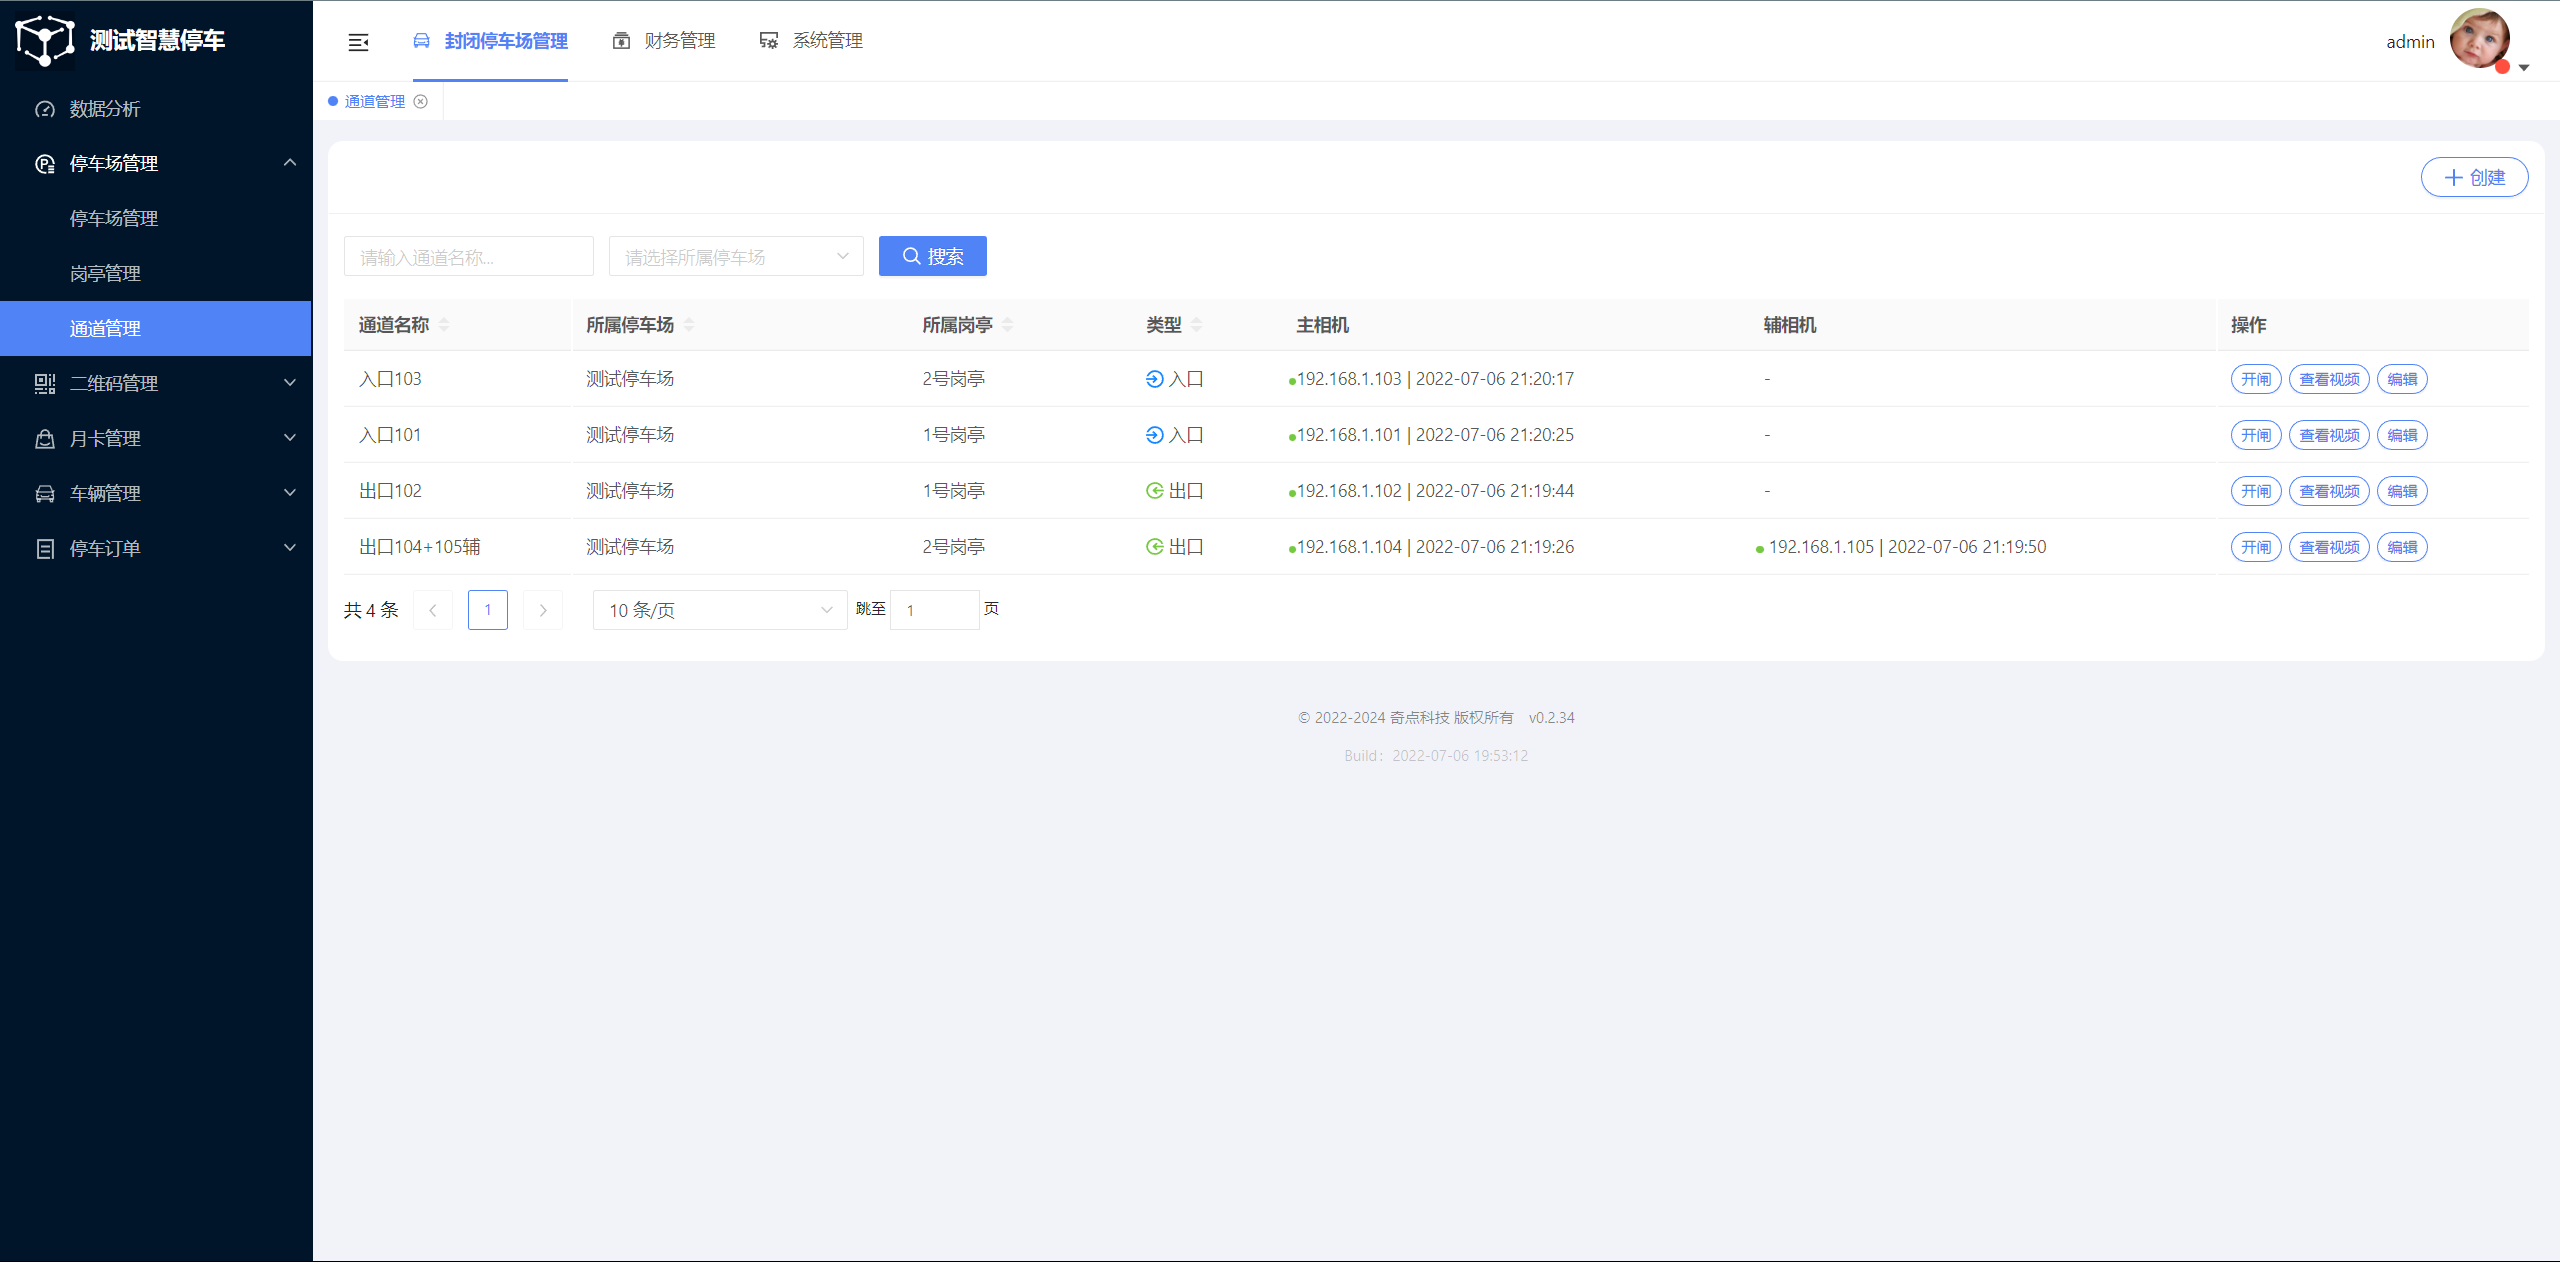 测试智慧停车
封闭停车场管理 财务管理 系统管理 admin
通道管理
数据分析
停车场管理
停车场管理
岗亭管理
通道管理
二维码管理
月卡管理
车辆管理
停车订单
创建
请输入通道名称... 请选择所属停车场 搜索
通道名称 所属停车场 所属岗亭 类型 主相机 辅相机 操作
入口103 测试停车场 2号岗亭 入口 192.168.1.103 | 2022-07-06 21:20:17 - 开闸 查看视频 编辑
入口101 测试停车场 1号岗亭 入口 192.168.1.101 | 2022-07-06 21:20:25 - 开闸 查看视频 编辑
出口102 测试停车场 1号岗亭 出口 192.168.1.102 | 2022-07-06 21:19:44 - 开闸 查看视频 编辑
出口104+105辅 测试停车场 2号岗亭 出口 192.168.1.104 | 2022-07-06 21:19:26 192.168.1.105 | 2022-07-06 21:19:50 开闸 查看视频 编辑
共 4 条 1 10 条/页 跳至 1 页
© 2022-2024 奇点科技 版权所有 v0.2.34
Build：2022-07-06 19:53:12